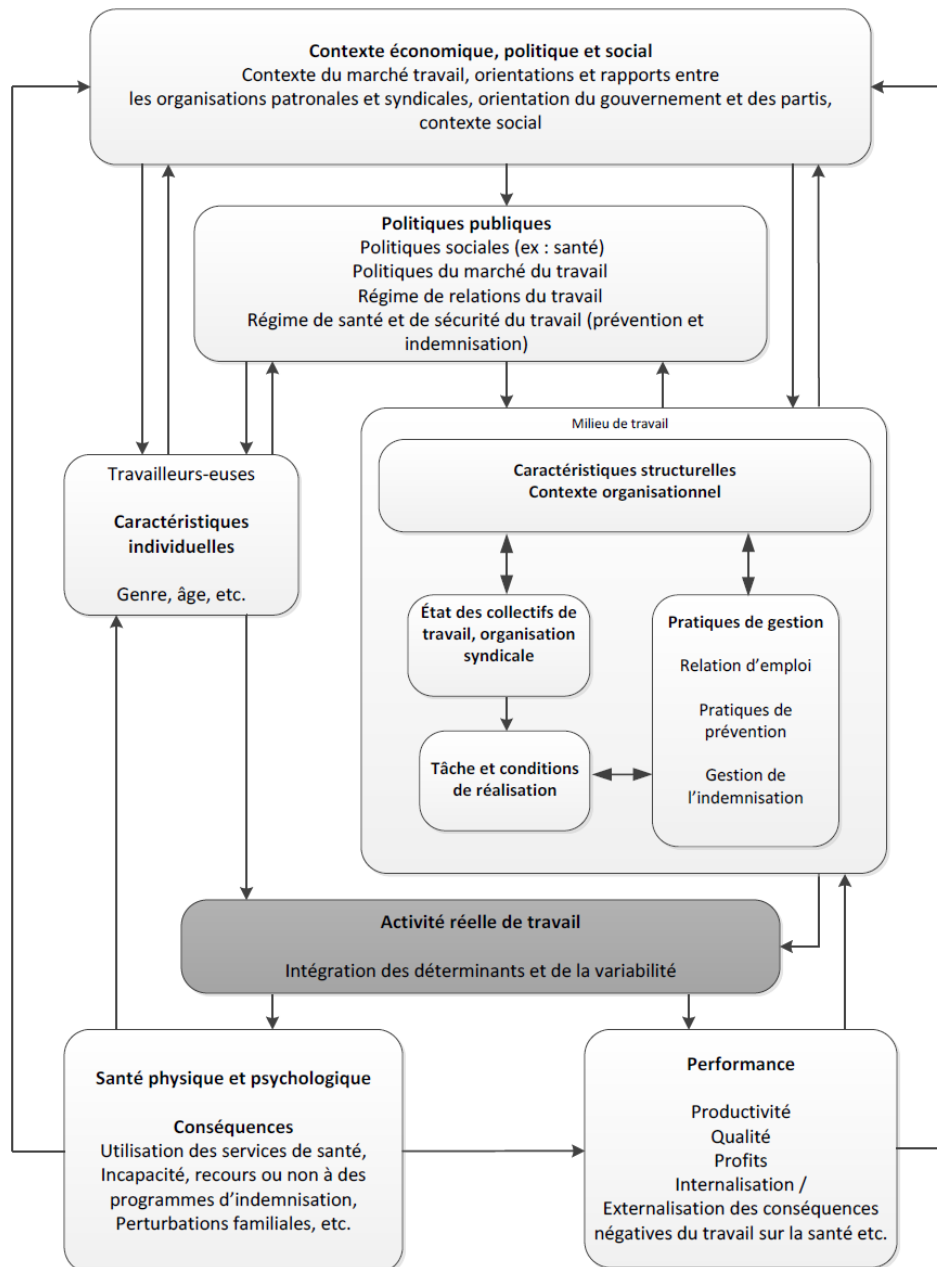 Contexte économique, politique et social
Contexte du marché travail, orientations et rapports entre
les organisations patronales et syndicales, orientation du gouvernement et des partis,
contexte social
Politiques publiques
Politiques sociales (ex : santé)
Politiques du marché du travail
Régime de relations du travail
Régime de santé et de sécurité du travail (prévention et
indemnisation)
Milieu de travail
Caractéristiques structurelles
Contexte organisationnel
Travailleurs-euses
Caractéristiques
individuelles
Genre, âge, etc.
État des collectifs de
travail, organisation
syndicale
Pratiques de gestion
Relation d’emploi
Pratiques de
prévention
Gestion de
l’indemnisation
Tâche et conditions
de réalisation
Activité réelle de travail
Intégration des déterminants et de la variabilité
Santé physique et psychologique
Conséquences
Utilisation des services de santé,
Incapacité, recours ou non à des
programmes d’indemnisation,
Perturbations familiales, etc.
Performance
Productivité
Qualité
Profits
Internalisation /
Externalisation des conséquences
négatives du travail sur la santé etc.